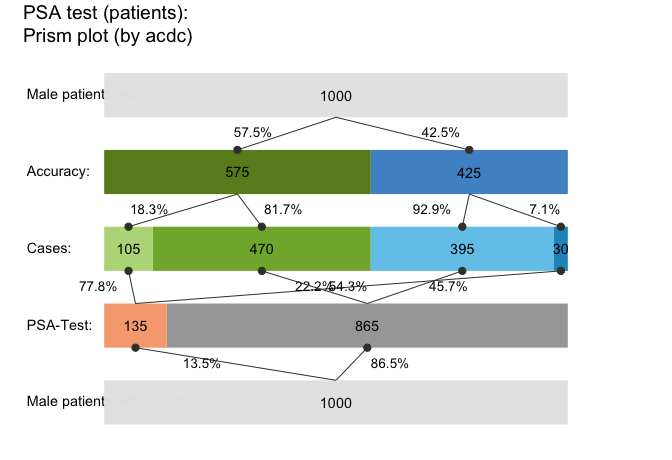 PSA test (patients):
Prism plot (by acdc)
Male patient
1000
57.5% 42.5%
Accuracy: 575 425
18.3% 81.7% 92.9% 7.1%
Cases: 105 470 395 30
77.8% 22.2% 54.3% 45.7%
PSA-Test: 135 865
13.5% 86.5%
Male patient
1000